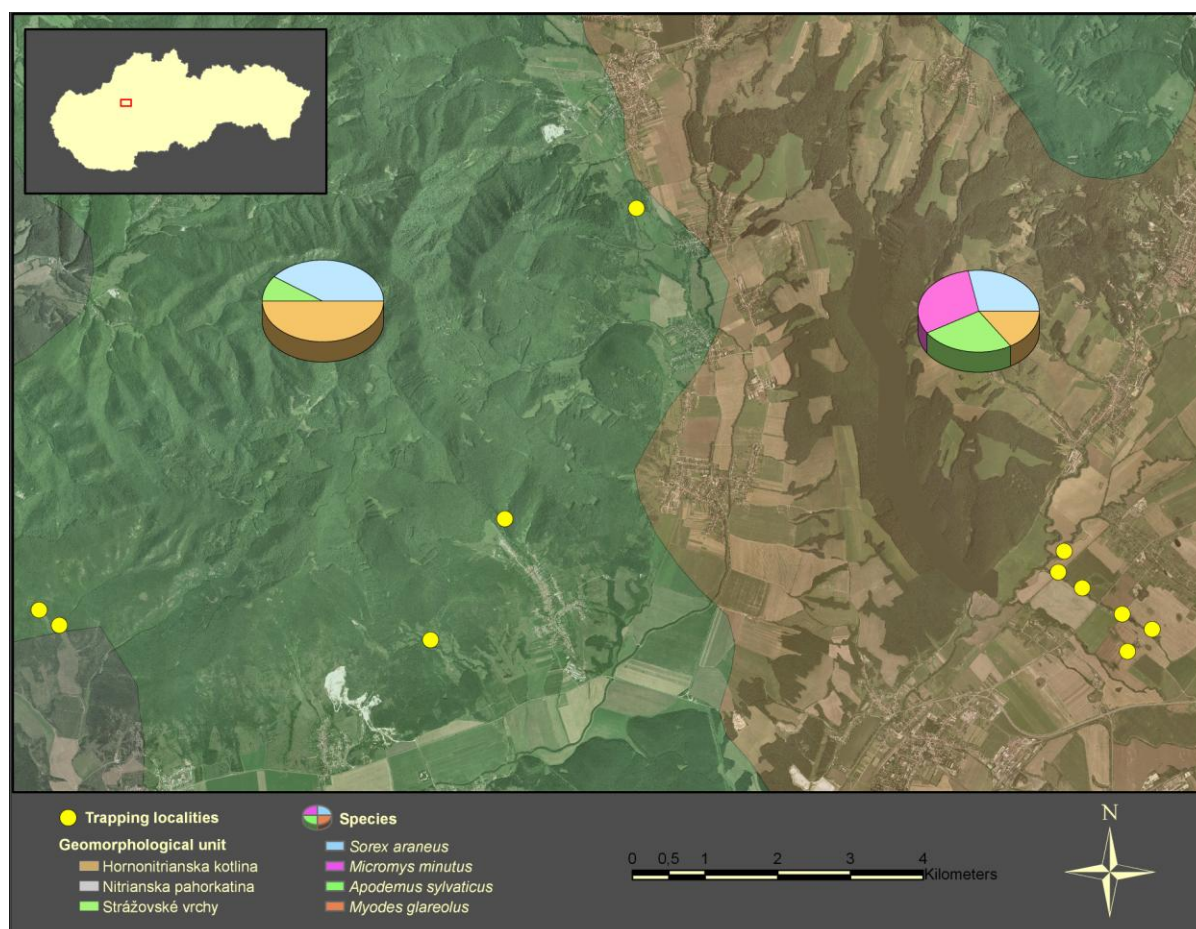 Trapping localities
Geomorphological unit
Hornonitrianska kotlina
Nitrianska pahorkatina
Strážovské vrchy
Species
Sorex araneus
Micromys minutus
Apodemus sylvaticus
Myodes glareolus
0 0,5 1 2 3 4
Kilometers
N